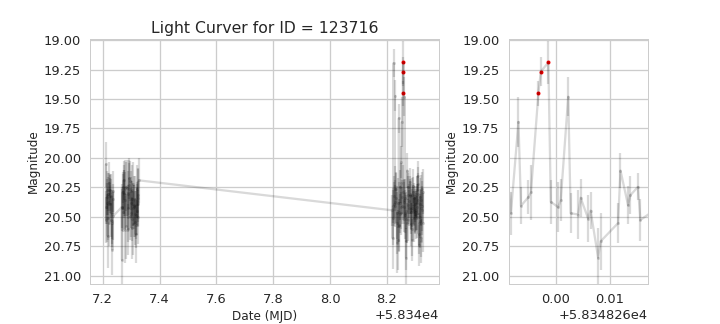 Light Curver for ID = 123716
19.00
19.25
19.50
19.75
20.00
20.25
20.50
20.75
21.00
Magnitude
7.2 7.4 7.6 7.8 8.0 8.2
Date (MJD)
+5.834e4
19.00
19.25
19.50
19.75
20.00
20.25
20.50
20.75
21.00
Magnitude
0.00 0.01
+5.834826e4